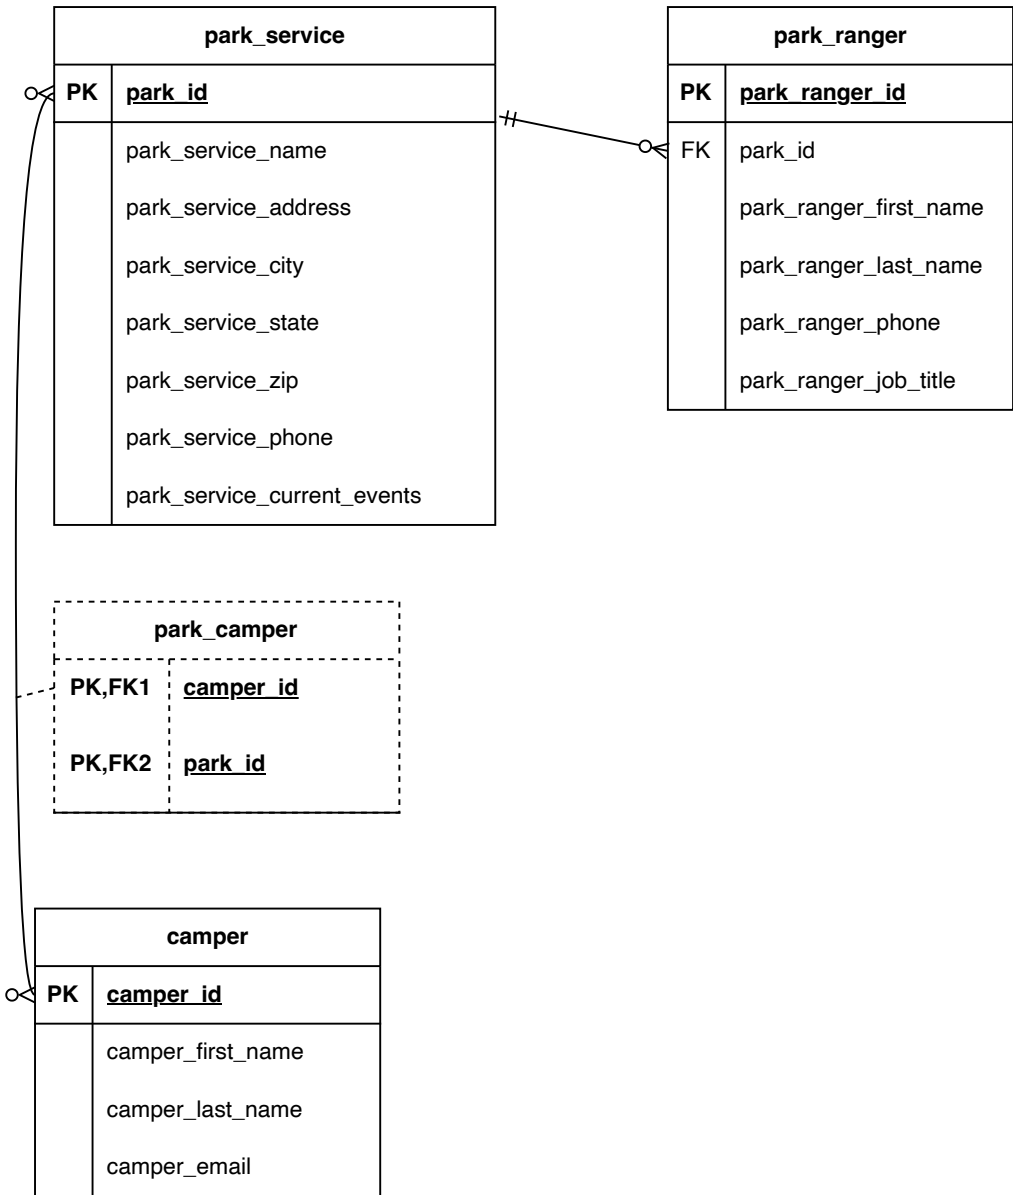 park_service
PK park_id
park_service_name
park_service_address
park_service_city
park_service_state
park_service_zip
park_service_phone
park_service_current_events
park_ranger
PK park_ranger_id
FK park_id
park_ranger_first_name
park_ranger_last_name
park_ranger_phone
park_ranger_job_title
park_camper
PK,FK1 camper_id
PK,FK2 park_id
camper
PK camper_id
camper_first_name
camper_last_name
camper_email